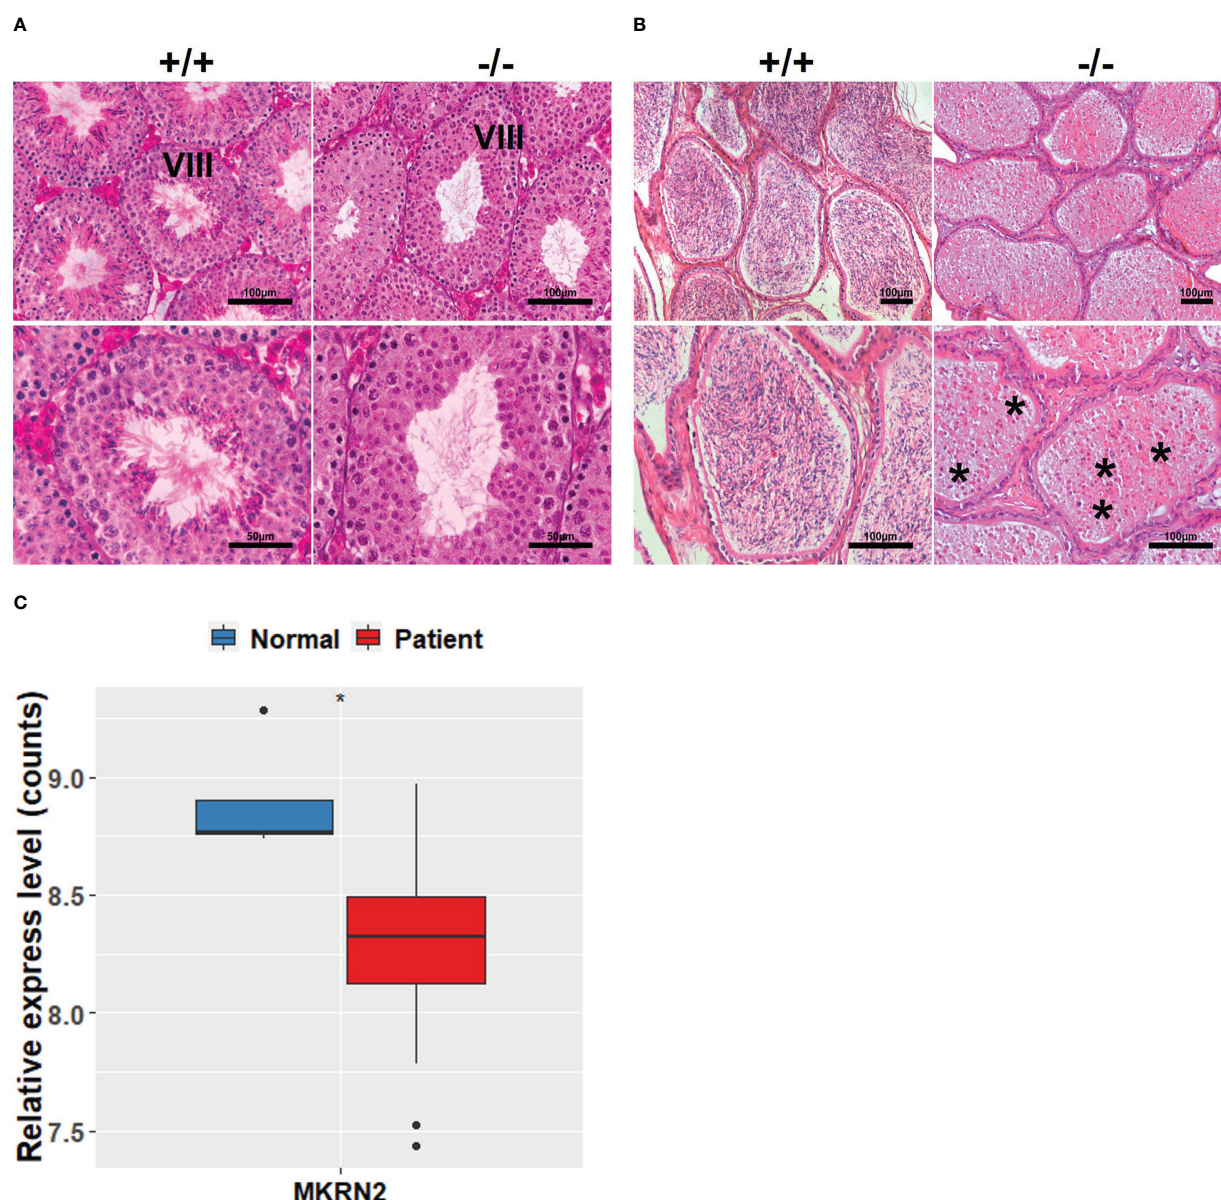 A
B
+/+
-/-
+/+
-/-
VIII
VIII
100µm
100µm
100µm
100µm
*
*
*
*
*
50µm
50µm
100µm
100µm
C
Normal
Patient
*
9.0
8.5
8.0
7.5
Relative express level (counts)
MKRN2